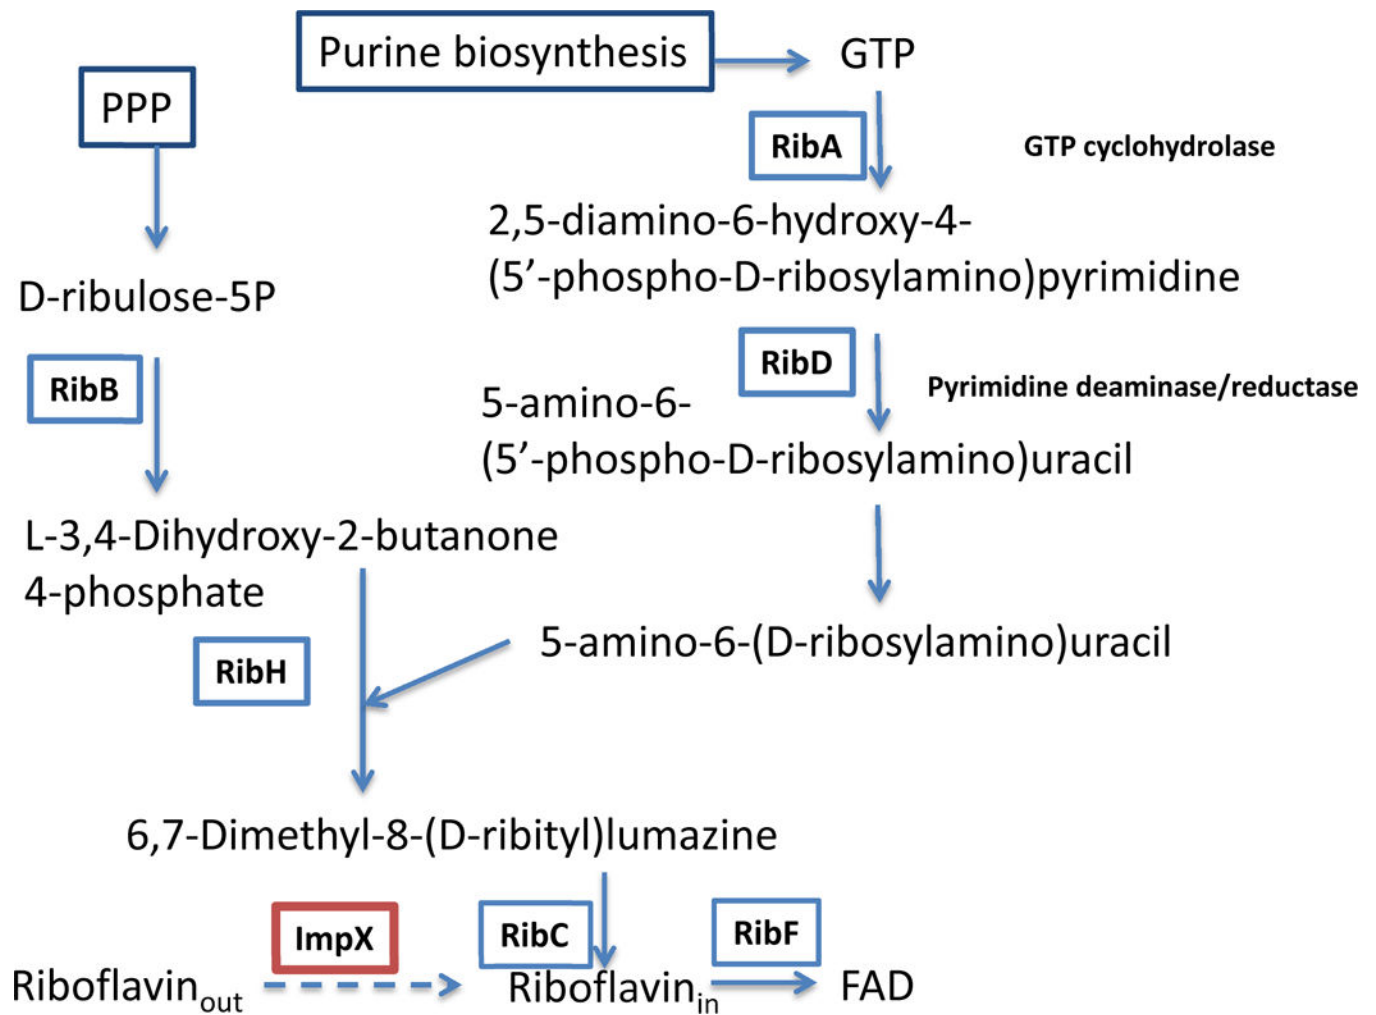 Purine biosynthesis
GTP
PPP
RibA
GTP cyclohydrolase
2,5-diamino-6-hydroxy-4-
(5’-phospho-D-ribosylamino)pyrimidine
D-ribulose-5P
RibB
RibD
Pyrimidine deaminase/reductase
5-amino-6-
(5’-phospho-D-ribosylamino)uracil
L-3,4-Dihydroxy-2-butanone
4-phosphate
RibH
5-amino-6-(D-ribosylamino)uracil
6,7-Dimethyl-8-(D-ribityl)lumazine
ImpX
RibC
RibF
Riboflavinout
Riboflavinin
FAD